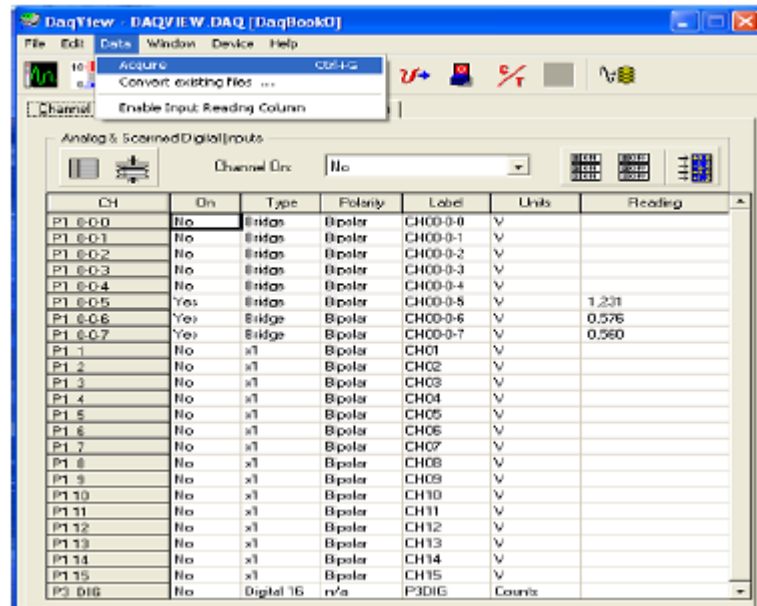 DaqView - DAQVIEW.DAQ [DaqBook0]
File Edit Data Window Device Help
Acquire Ctrl+G
Convert existing files ...
Enable Input Reading Column
Channel
Analog & Scanned Digital Inputs
Channel On: No
CH On Type Polarity Label Units Reading
P1 0-0-0 No Bridge Bipolar CH00-0-0 V
P1 0-0-1 No Bridge Bipolar CH00-0-1 V
P1 0-0-2 No Bridge Bipolar CH00-0-2 V
P1 0-0-3 No Bridge Bipolar CH00-0-3 V
P1 0-0-4 No Bridge Bipolar CH00-0-4 V
P1 0-0-5 Yes Bridge Bipolar CH00-0-5 V 1,231
P1 0-0-6 Yes Bridge Bipolar CH00-0-6 V 0,576
P1 0-0-7 Yes Bridge Bipolar CH00-0-7 V 0,560
P1 1 No x1 Bipolar CH01 V
P1 2 No x1 Bipolar CH02 V
P1 3 No x1 Bipolar CH03 V
P1 4 No x1 Bipolar CH04 V
P1 5 No x1 Bipolar CH05 V
P1 6 No x1 Bipolar CH06 V
P1 7 No x1 Bipolar CH07 V
P1 8 No x1 Bipolar CH08 V
P1 9 No x1 Bipolar CH09 V
P1 10 No x1 Bipolar CH10 V
P1 11 No x1 Bipolar CH11 V
P1 12 No x1 Bipolar CH12 V
P1 13 No x1 Bipolar CH13 V
P1 14 No x1 Bipolar CH14 V
P1 15 No x1 Bipolar CH15 V
P3 DIG No Digital 16 n/a P3DIG Counts